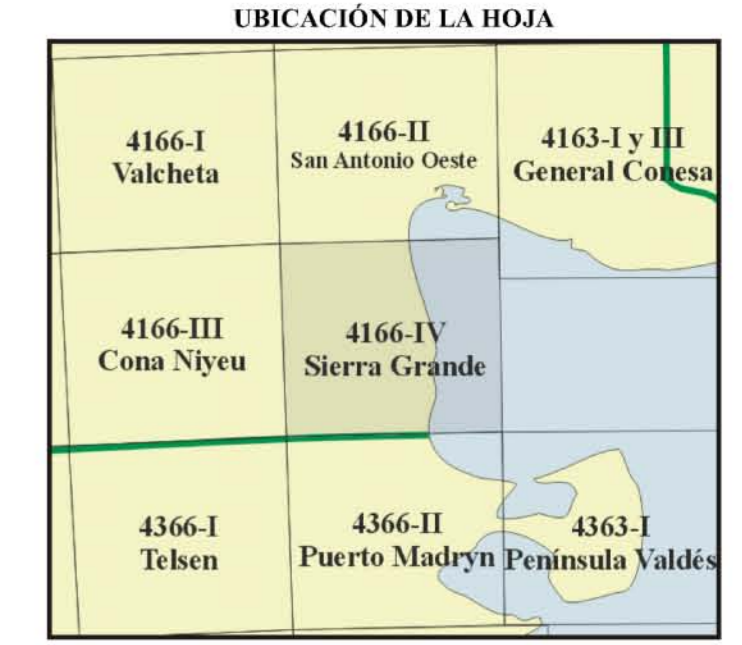 UBICACIÓN DE LA HOJA
4166-I
Valcheta
4166-II
San Antonio Oeste
4163-I y III
General Conesa
4166-III
Cona Niyeu
4166-IV
Sierra Grande
4366-I
Telsen
4366-II
Puerto Madryn
4363-I
Península Valdés